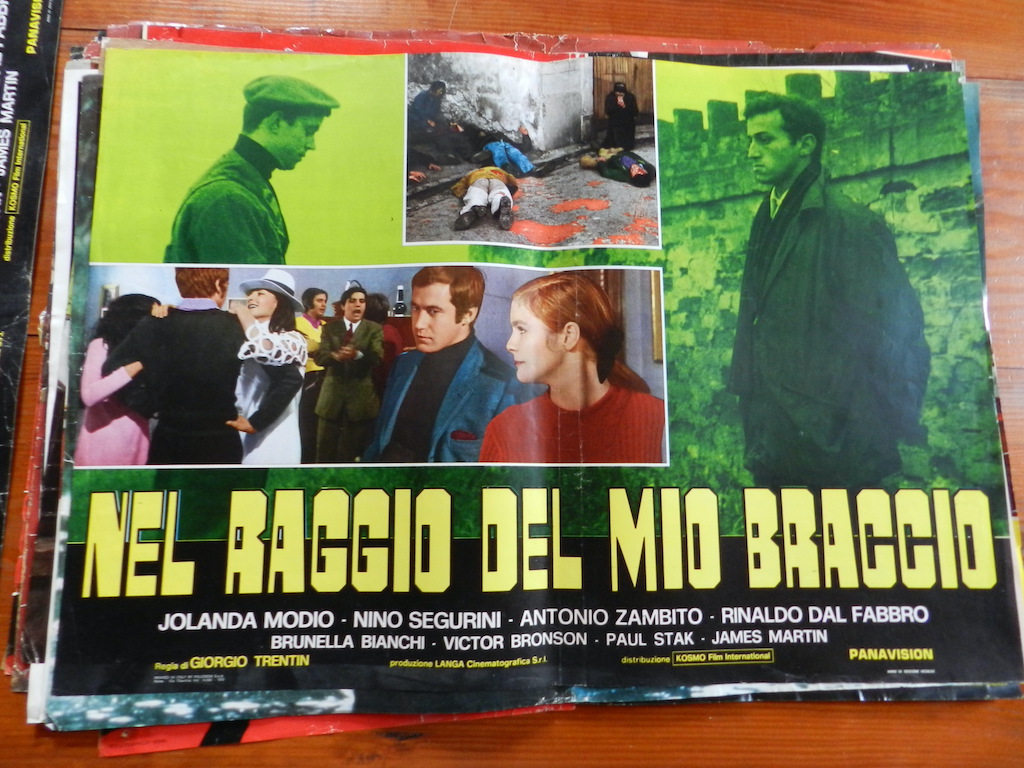 PANAVISION
JAMES MARTIN
distribuzione KOSMO Film International
NEL RAGGIO DEL MIO BRACCIO
JOLANDA MODIO - NINO SEGURINI - ANTONIO ZAMBITO - RINALDO DAL FABBRO
BRUNELLA BIANCHI - VICTOR BRONSON - PAUL STAK - JAMES MARTIN
Regia di GIORGIO TRENTIN
produzione LANGA Cinematografica S.r.l.
distribuzione KOSMO Film International
PANAVISION